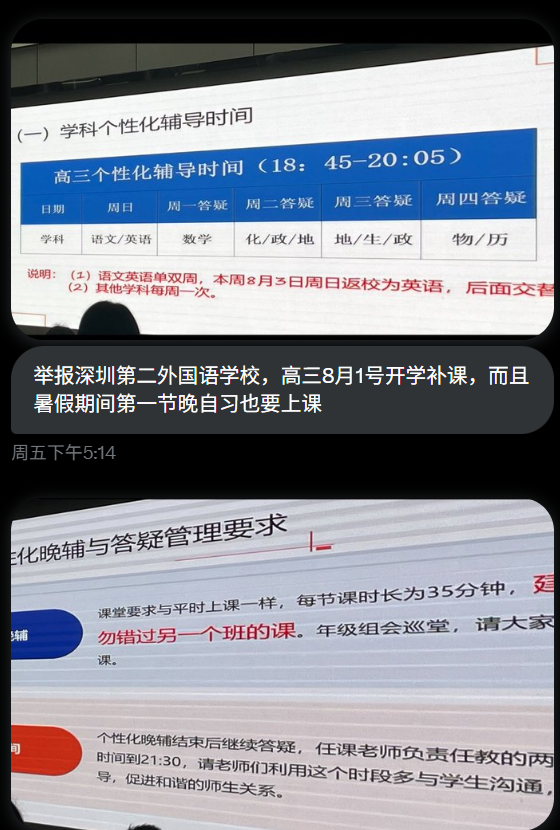 (一) 学科个性化辅导时间
高三个性化辅导时间（18：45-20:05）
日期 周日 周一答疑 周二答疑 周三答疑 周四答疑
学科 语文/英语 数学 化/政/地 地/生/政 物/历
说明：（1）语文英语单双周，本周8月3日周日返校为英语，后面交替
（2）其他学科每周一次。
举报深圳第二外国语学校，高三8月1号开学补课，而且
暑假期间第一节晚自习也要上课
周五下午5:14
性化晚辅与答疑管理要求
晚辅
课堂要求与平时上课一样，每节课时长为35分钟，
勿错过另一个班的课。年级组会巡堂，请大家
课。
间
个性化晚辅结束后继续答疑，任课老师负责任教的两
时间到21:30，请老师们利用这个时段多与学生沟通，
导，促进和谐的师生关系。